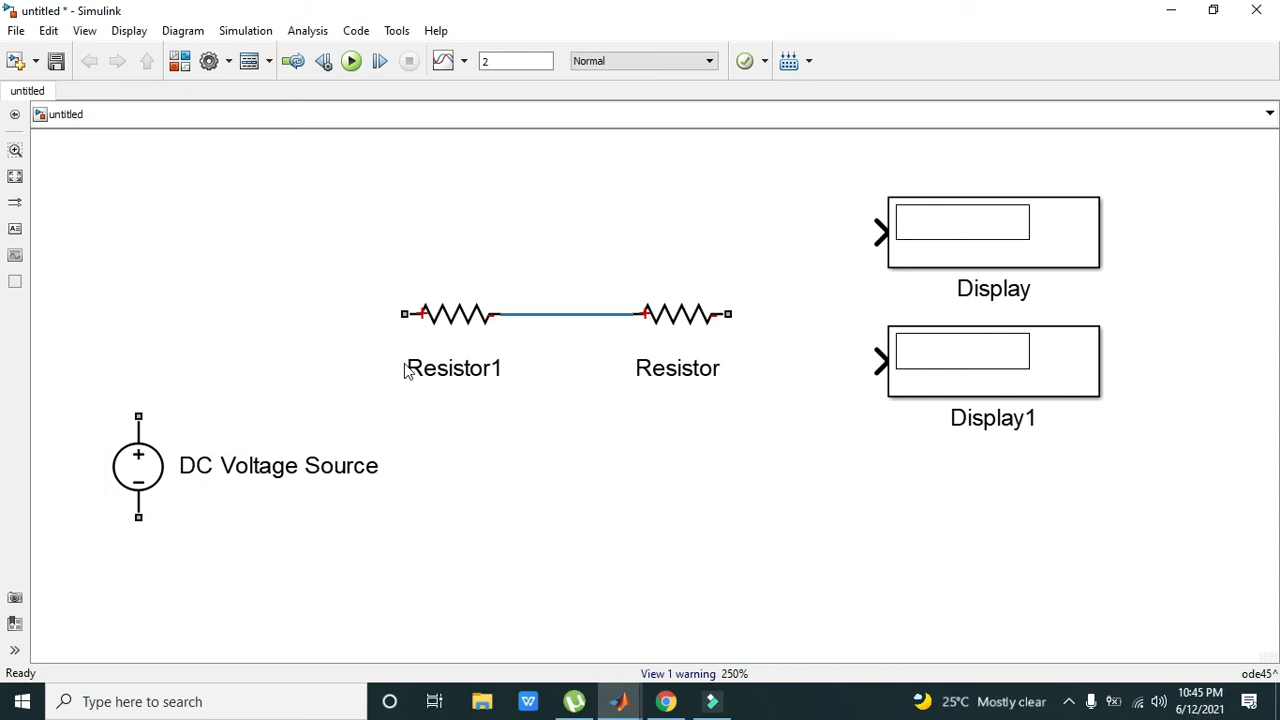 untitled * - Simulink
File Edit View Display Diagram Simulation Analysis Code Tools Help
2 Normal
untitled
untitled
Display
Resistor1 Resistor
Display1
DC Voltage Source
Ready View 1 warning 250% ode45^
Type here to search 25°C Mostly clear 10:45 PM
6/12/2021